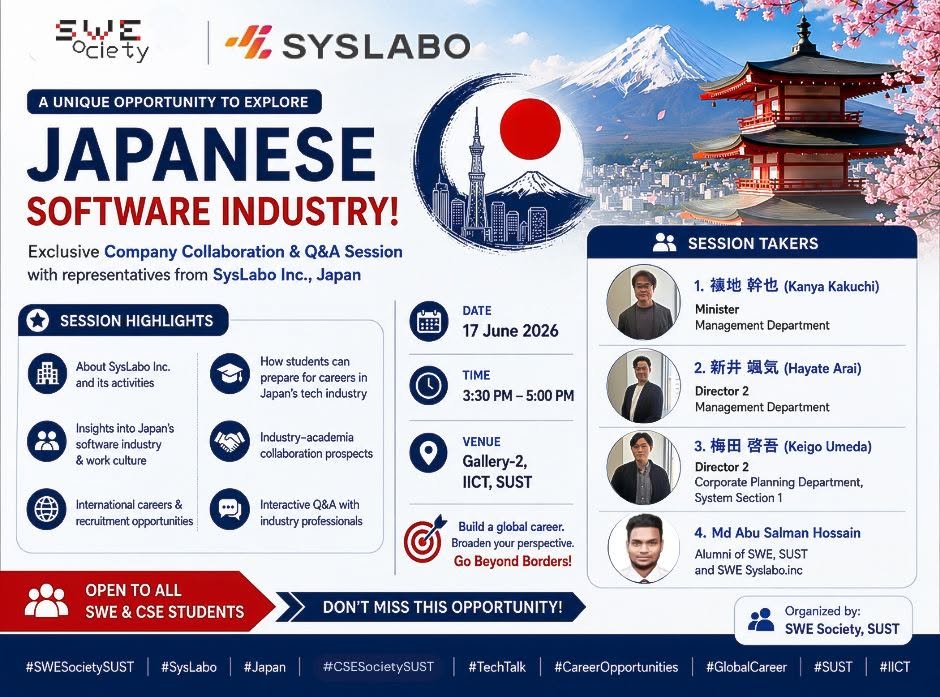 SWE
Society
SYSLABO
A UNIQUE OPPORTUNITY TO EXPLORE
JAPANESE
SOFTWARE INDUSTRY!
Exclusive Company Collaboration & Q&A Session
with representatives from SysLabo Inc., Japan
SESSION HIGHLIGHTS
About SysLabo Inc.
and its activities
Insights into Japan's
software industry
& work culture
International careers &
recruitment opportunities
How students can
prepare for careers in
Japan's tech industry
Industry–academia
collaboration prospects
Interactive Q&A with
industry professionals
DATE
17 June 2026
TIME
3:30 PM – 5:00 PM
VENUE
Gallery-2,
IICT, SUST
Build a global career.
Broaden your perspective.
Go Beyond Borders!
SESSION TAKERS
1. 地 幹也 (Kanya Kakuchi)
Minister
Management Department
2. 新井 颯気 (Hayate Arai)
Director 2
Management Department
3. 梅田 啓吾 (Keigo Umeda)
Director 2
Corporate Planning Department,
System Section 1
4. Md Abu Salman Hossain
Alumni of SWE, SUST
and SWE Syslabo.inc
OPEN TO ALL
SWE & CSE STUDENTS
DON'T MISS THIS OPPORTUNITY!
Organized by:
SWE Society, SUST
#SWESocietySUST | #SysLabo | #Japan | #CSESocietySUST | #TechTalk | #CareerOpportunities | #GlobalCareer | #SUST | #IICT